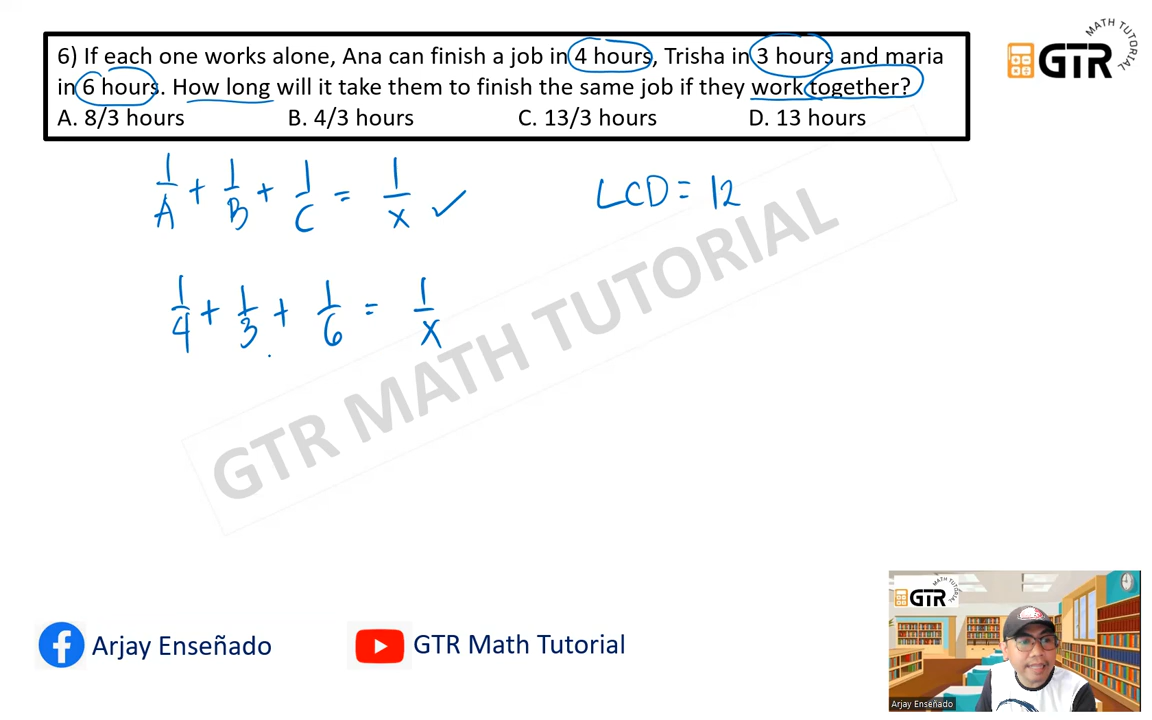 6) If each one works alone, Ana can finish a job in 4 hours, Trisha in 3 hours and maria
in 6 hours. How long will it take them to finish the same job if they work together?
A. 8/3 hours B. 4/3 hours C. 13/3 hours D. 13 hours
MATH TUTORIAL
GTR
1/A + 1/B + 1/C = 1/x ✓
LCD = 12
1/4 + 1/3 + 1/6 = 1/x
GTR MATH TUTORIAL
Arjay Enseñado
GTR Math Tutorial
MATH TUTORIAL
GTR
Arjay Enseñado